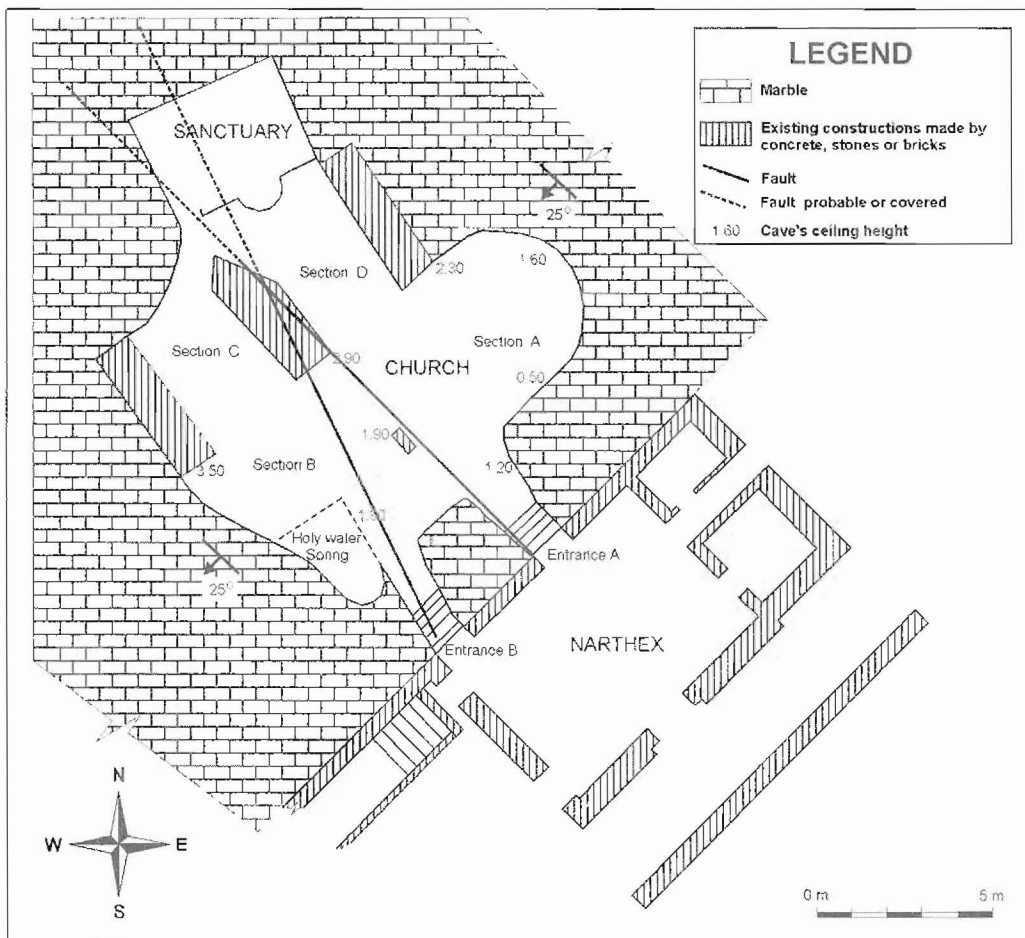 LEGEND
Marble
Existing constructions made by
concrete, stones or bricks
Fault
Fault probable or covered
1.60 Cave's ceiling height
SANCTUARY
25°
Section D
2.30
1.60
Section C
2.90
CHURCH
Section A
0.50
1.90
Section B
3.50
1.20
Holy water
Spring
Entrance A
25°
Entrance B
NARTHEX
N
W E
S
0 m 5 m